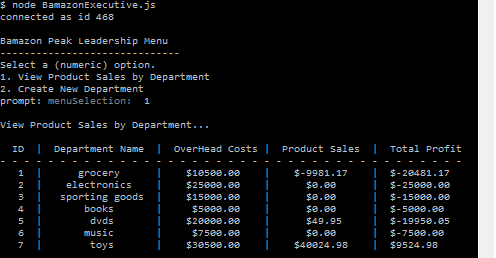 $ node BamazonExecutive.js
connected as id 468
Bamazon Peak Leadership Menu
------------------------------
Select a (numeric) option.
1. View Product Sales by Department
2. Create New Department
prompt: menuSelection:  1
View Product Sales by Department...
ID | Department Name | OverHead Costs | Product Sales | Total Profit
- - - - - - - - - - - - - - - - - - - - - - - - - - - - - - - - - - -
1 | grocery | $10500.00 | $-9981.17 | $-20481.17
2 | electronics | $25000.00 | $0.00 | $-25000.00
3 | sporting goods | $15000.00 | $0.00 | $-15000.00
4 | books | $5000.00 | $0.00 | $-5000.00
5 | dvds | $20000.00 | $49.95 | $-19950.05
6 | music | $7500.00 | $0.00 | $-7500.00
7 | toys | $30500.00 | $40024.98 | $9524.98